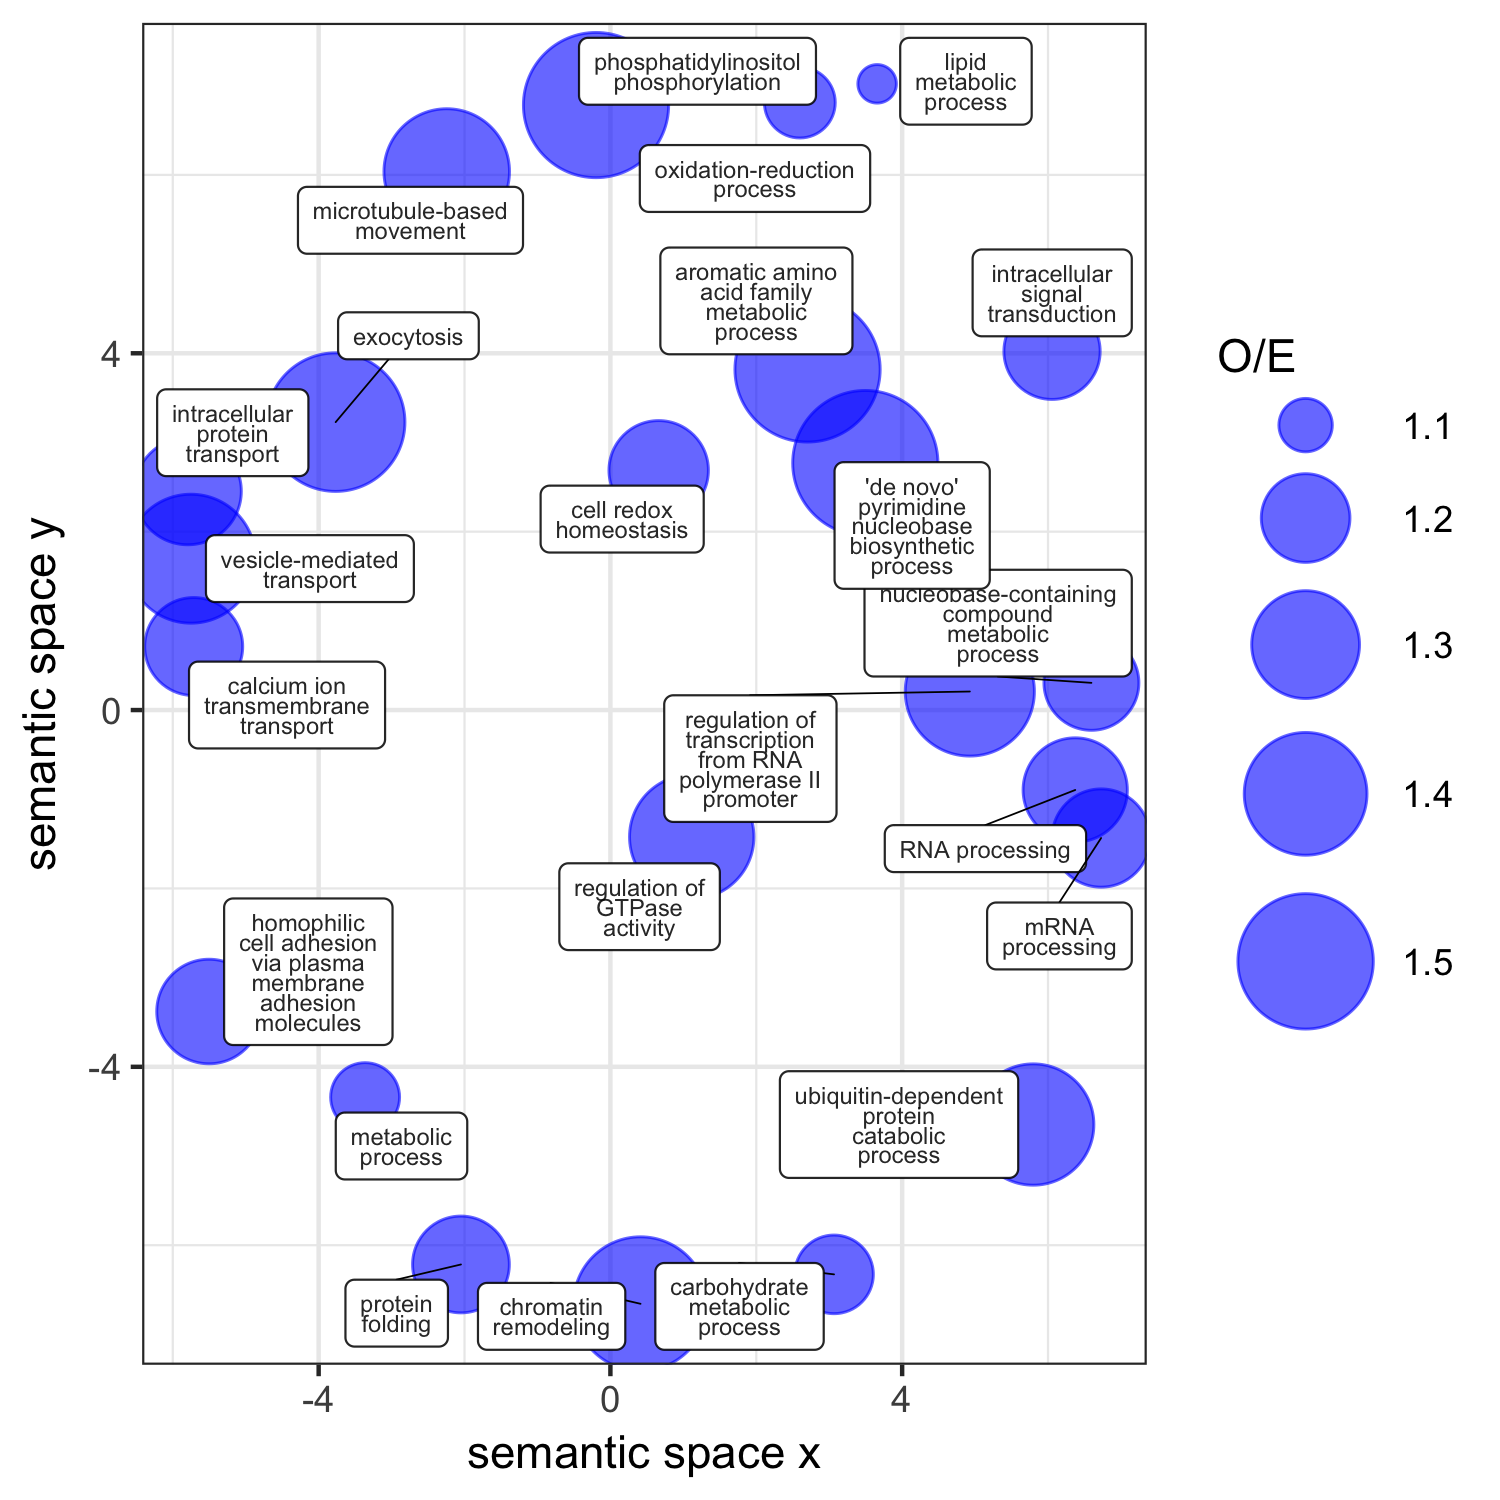 phosphatidylinositol
phosphorylation
lipid
metabolic
process
oxidation-reduction
process
microtubule-based
movement
aromatic amino
acid family
metabolic
process
intracellular
signal
transduction
exocytosis
intracellular
protein
transport
cell redox
homeostasis
'de novo'
pyrimidine
nucleobase
biosynthetic
process
vesicle-mediated
transport
nucleobase-containing
compound
metabolic
process
calcium ion
transmembrane
transport
regulation of
transcription
from RNA
polymerase II
promoter
RNA processing
regulation of
GTPase
activity
mRNA
processing
homophilic
cell adhesion
via plasma
membrane
adhesion
molecules
ubiquitin-dependent
protein
catabolic
process
metabolic
process
protein
folding
chromatin
remodeling
carbohydrate
metabolic
process
4
0
-4
semantic space y
-4
0
4
semantic space x
O/E
1.1
1.2
1.3
1.4
1.5